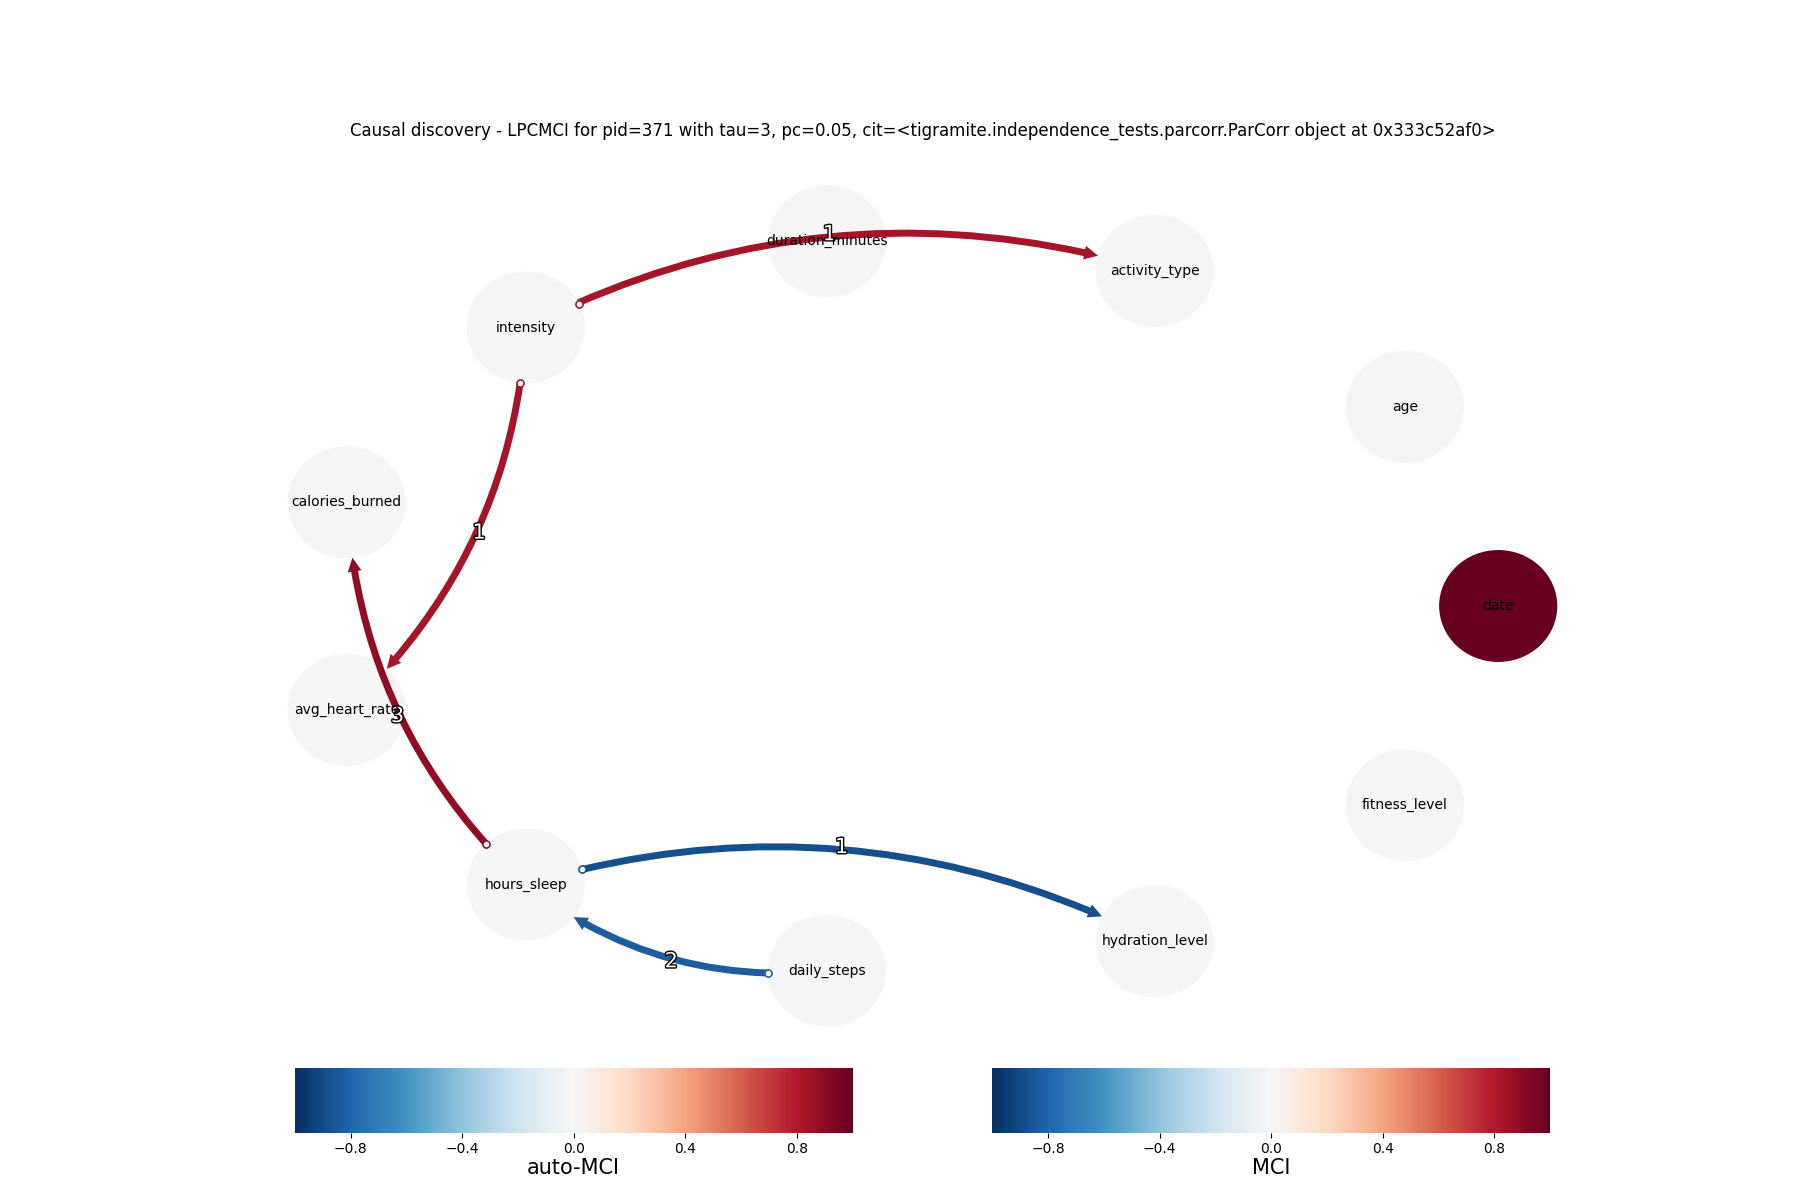 Causal discovery - LPCMCI for pid=371 with tau=3, pc=0.05, cit=<tigramite.independence_tests.parcorr.ParCorr object at 0x333c52af0>
1
duration_minutes
activity_type
intensity
age
calories_burned
1
date
avg_heart_rate
3
fitness_level
1
hours_sleep
hydration_level
2
daily_steps
−0.8 −0.4 0.0 0.4 0.8
auto-MCI
−0.8 −0.4 0.0 0.4 0.8
MCI